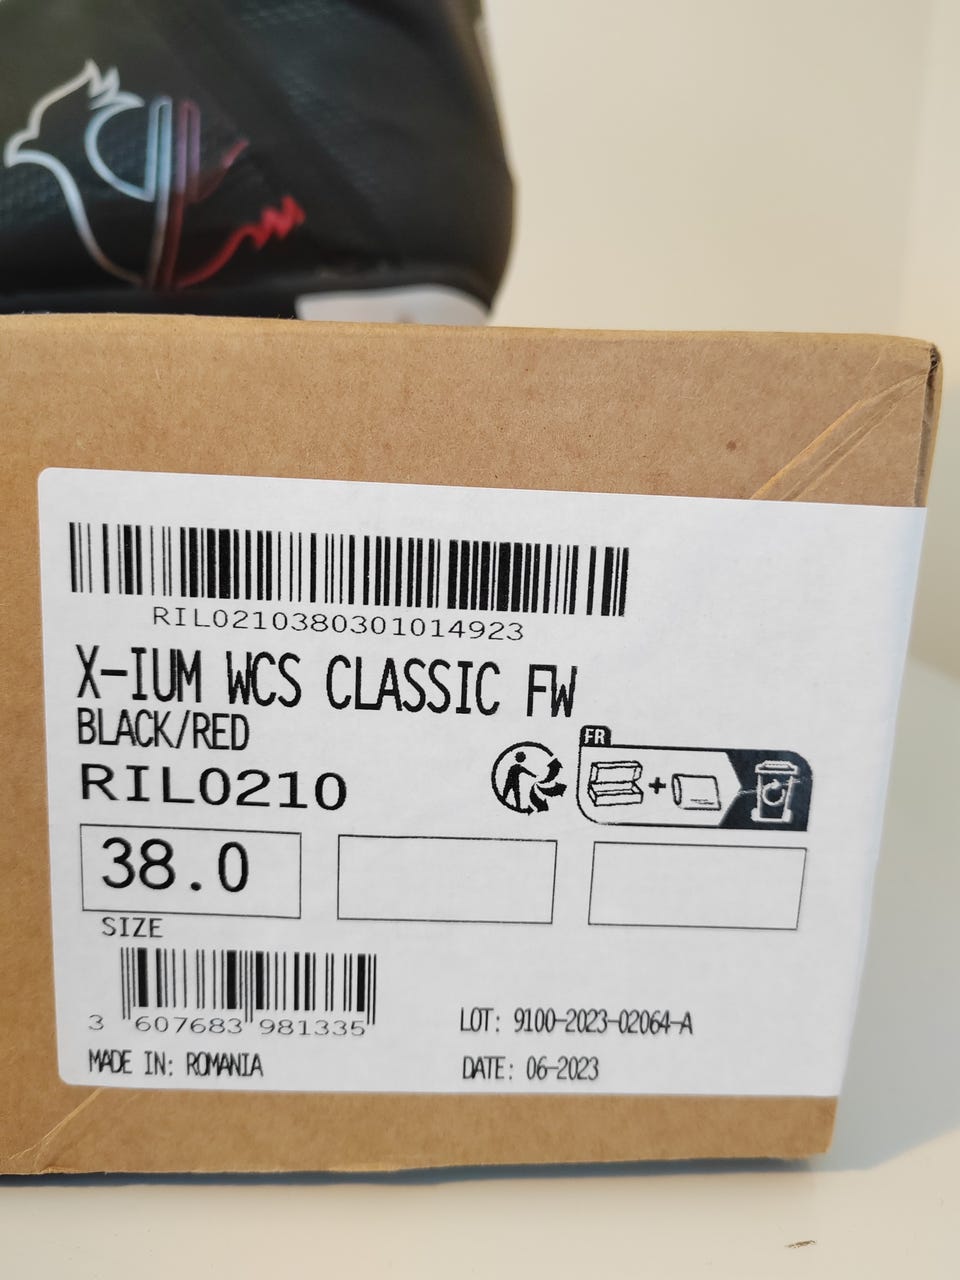 RIL0210380301014923
X-IUM WCS CLASSIC FW
BLACK/RED
RIL0210
FR
38.0
SIZE
3 607683 981335
LOT: 9100-2023-02064-A
MADE IN: ROMANIA
DATE: 06-2023